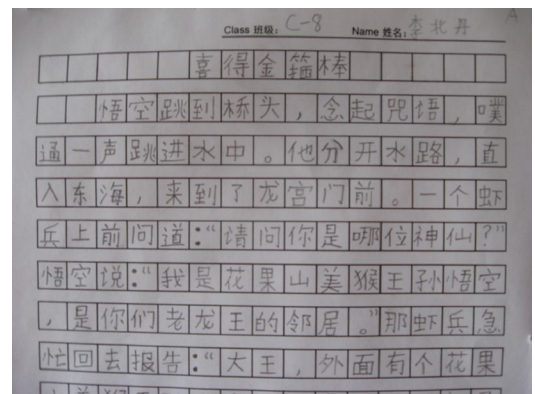 A
Class 班级: C-8 Name 姓名: 李北丹
喜得金箍棒
悟空跳到桥头，念起咒语，噗
通一声跳进水中。他分开水路，直
入东海，来到了龙宫门前。一个虾
兵上前问道：“请问你是哪位神仙？”
悟空说：“我是花果山美猴王孙悟空
，是你们老龙王的邻居。”那虾兵急
忙回去报告：“大王，外面有个花果